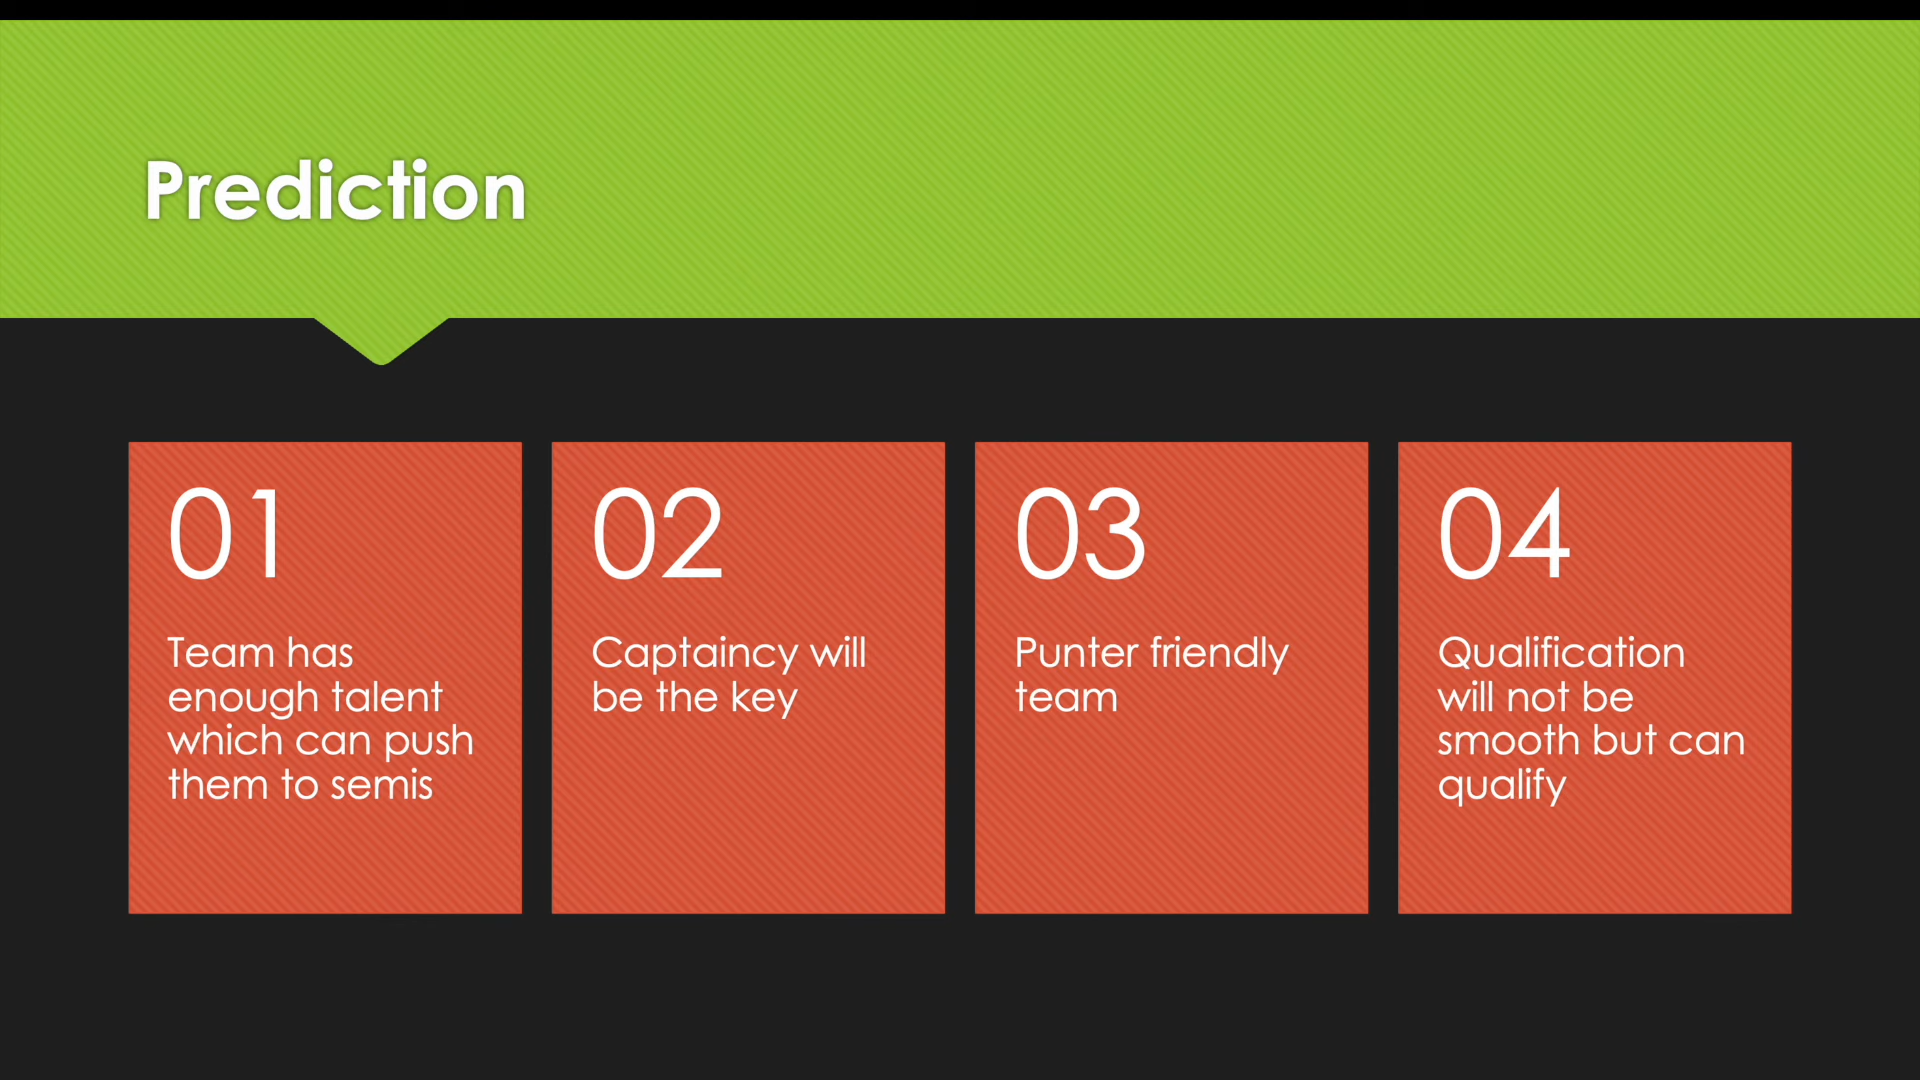 Prediction
01
Team has
enough talent
which can push
them to semis
02
Captaincy will
be the key
03
Punter friendly
team
04
Qualification
will not be
smooth but can
qualify